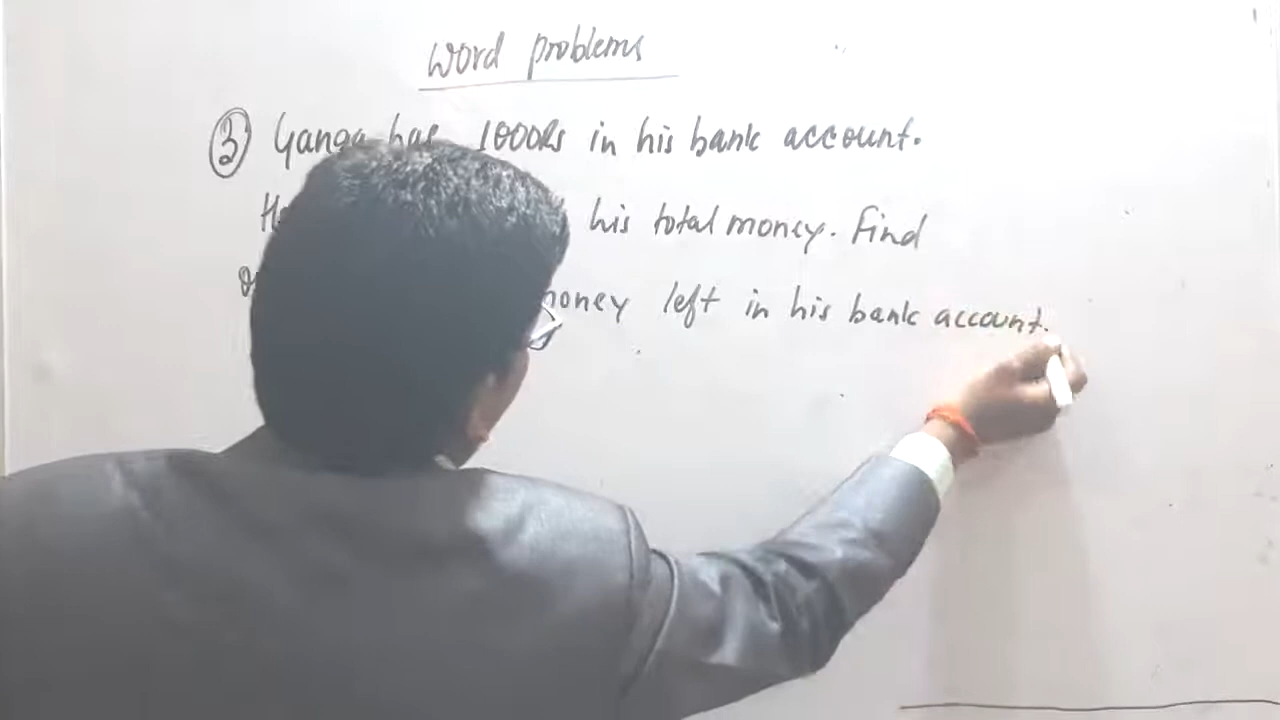 Word problems
3 Ganga has 1000Rs in his bank account.
his total money. Find
money left in his bank account.